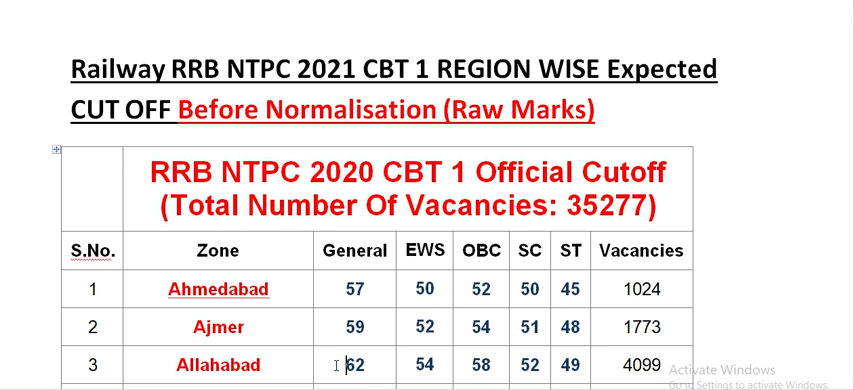 Railway RRB NTPC 2021 CBT 1 REGION WISE Expected
CUT OFF Before Normalisation (Raw Marks)
RRB NTPC 2020 CBT 1 Official Cutoff
(Total Number Of Vacancies: 35277)
S.No. Zone General EWS OBC SC ST Vacancies
1 Ahmedabad 57 50 52 50 45 1024
2 Ajmer 59 52 54 51 48 1773
3 Allahabad 62 54 58 52 49 4099
Activate Windows
Go to Settings to activate Windows.